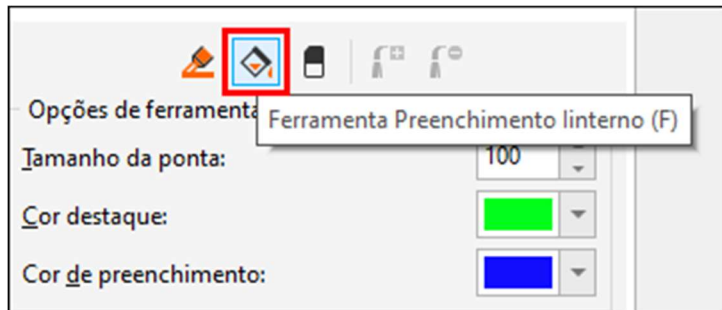 Opções de ferramenta
Ferramenta Preenchimento linterno (F)
Tamanho da ponta:
100
Cor destaque:
Cor de preenchimento: